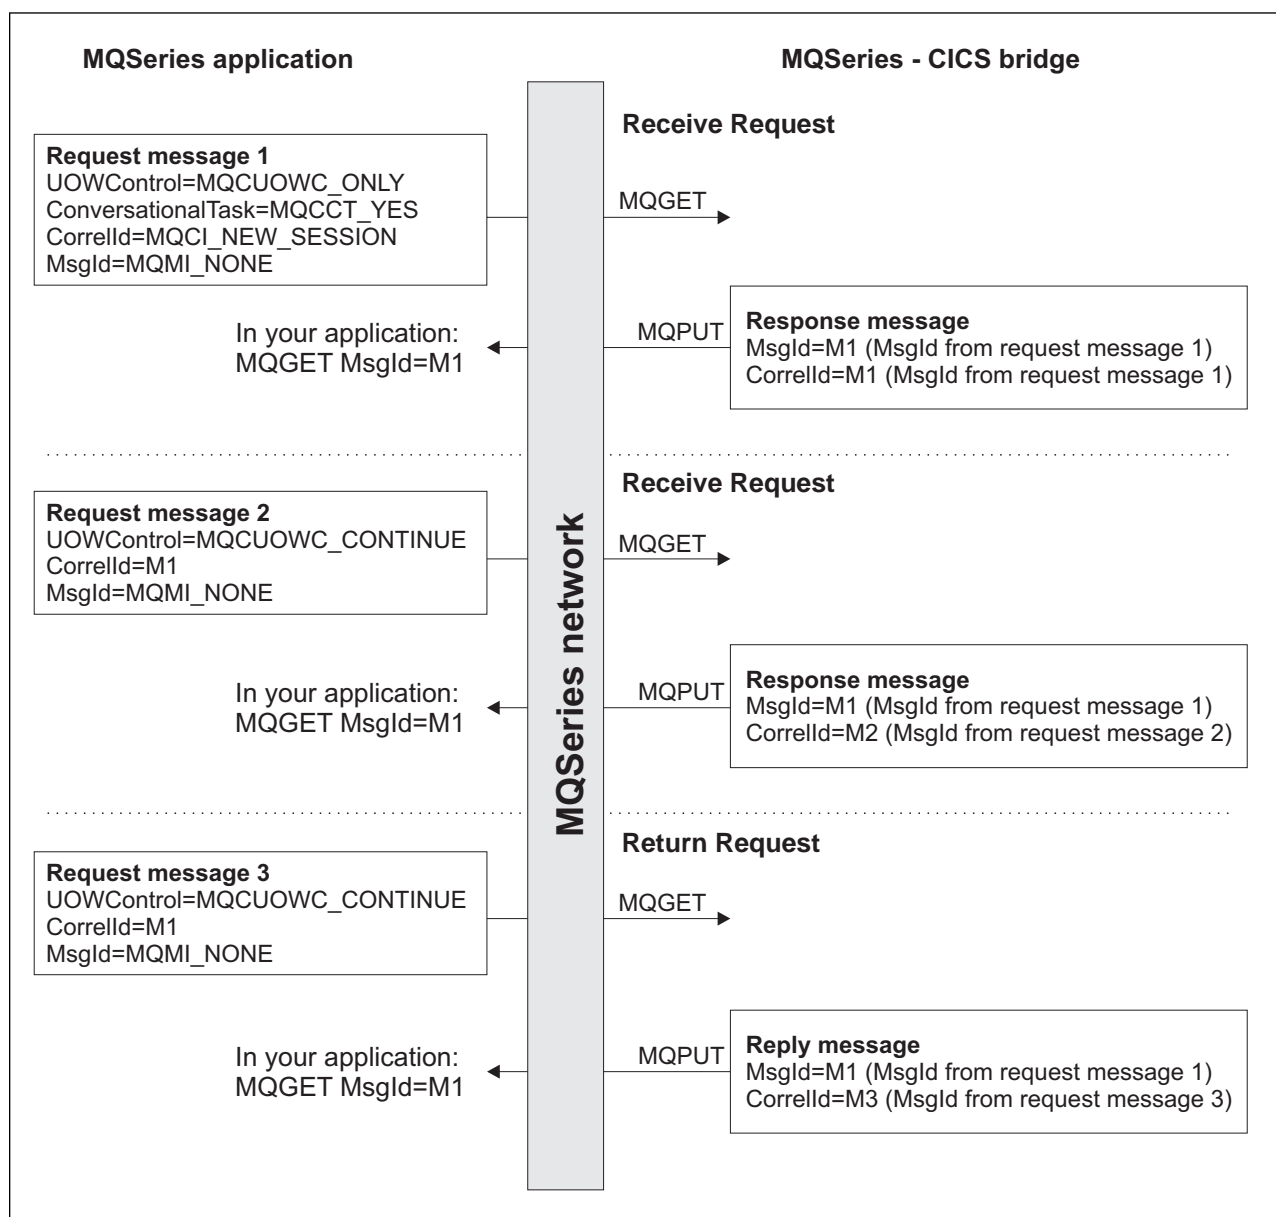 MQSeries application
MQSeries - CICS bridge
Receive Request
Request message 1
UOWControl=MQCUOWC_ONLY
ConversationalTask=MQCCT_YES
CorrelId=MQCI_NEW_SESSION
MsgId=MQMI_NONE
MQGET
In your application:
MQGET MsgId=M1
MQPUT
Response message
MsgId=M1 (MsgId from request message 1)
CorrelId=M1 (MsgId from request message 1)
Receive Request
Request message 2
UOWControl=MQCUOWC_CONTINUE
CorrelId=M1
MsgId=MQMI_NONE
MQGET
MQSeries network
In your application:
MQGET MsgId=M1
MQPUT
Response message
MsgId=M1 (MsgId from request message 1)
CorrelId=M2 (MsgId from request message 2)
Return Request
Request message 3
UOWControl=MQCUOWC_CONTINUE
CorrelId=M1
MsgId=MQMI_NONE
MQGET
In your application:
MQGET MsgId=M1
MQPUT
Reply message
MsgId=M1 (MsgId from request message 1)
CorrelId=M3 (MsgId from request message 3)